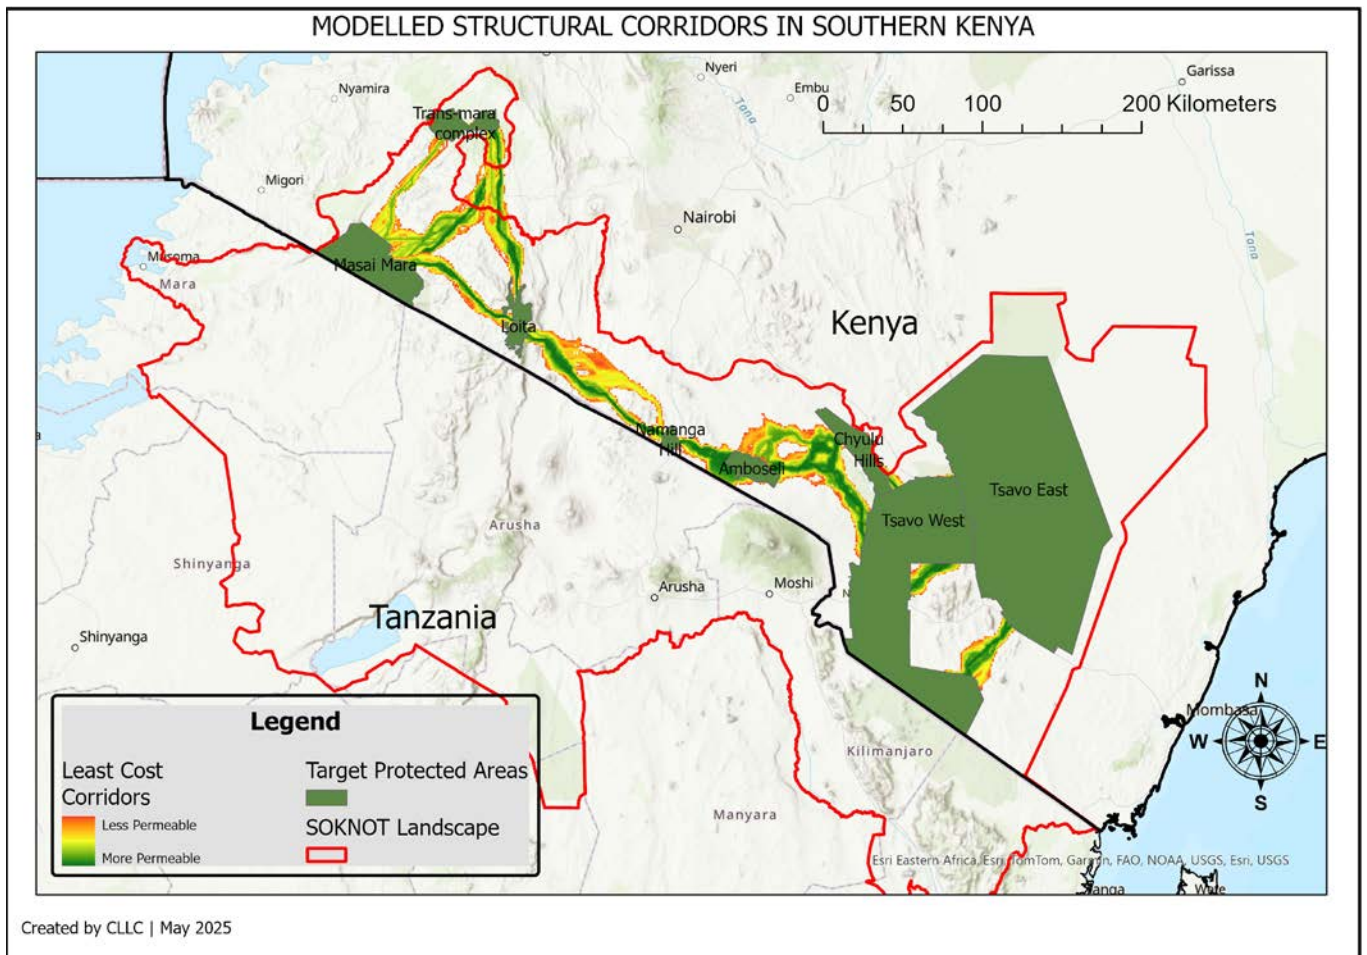 MODELLED STRUCTURAL CORRIDORS IN SOUTHERN KENYA
Nyeri
Garissa
Nyamira
Embu
Tana
0 50 100 200 Kilometers
Trans-mara
complex
Migori
Nairobi
Tana
Musoma
Mara
Masai Mara
Loita
Kenya
Namanga
Hill
Chyulu
Hills
Amboseli
Tsavo East
Tsavo West
Arusha
Shinyanga
Arusha
Moshi
N
Tanzania
Shinyanga
N
Mombasa
W E
S
Kilimanjaro
Manyara
Legend
Least Cost
Corridors
Less Permeable
More Permeable
Target Protected Areas
SOKNOT Landscape
Esri Eastern Africa, Esri, TomTom, Garmin, FAO, NOAA, USGS, Esri, USGS
Created by CLLC | May 2025